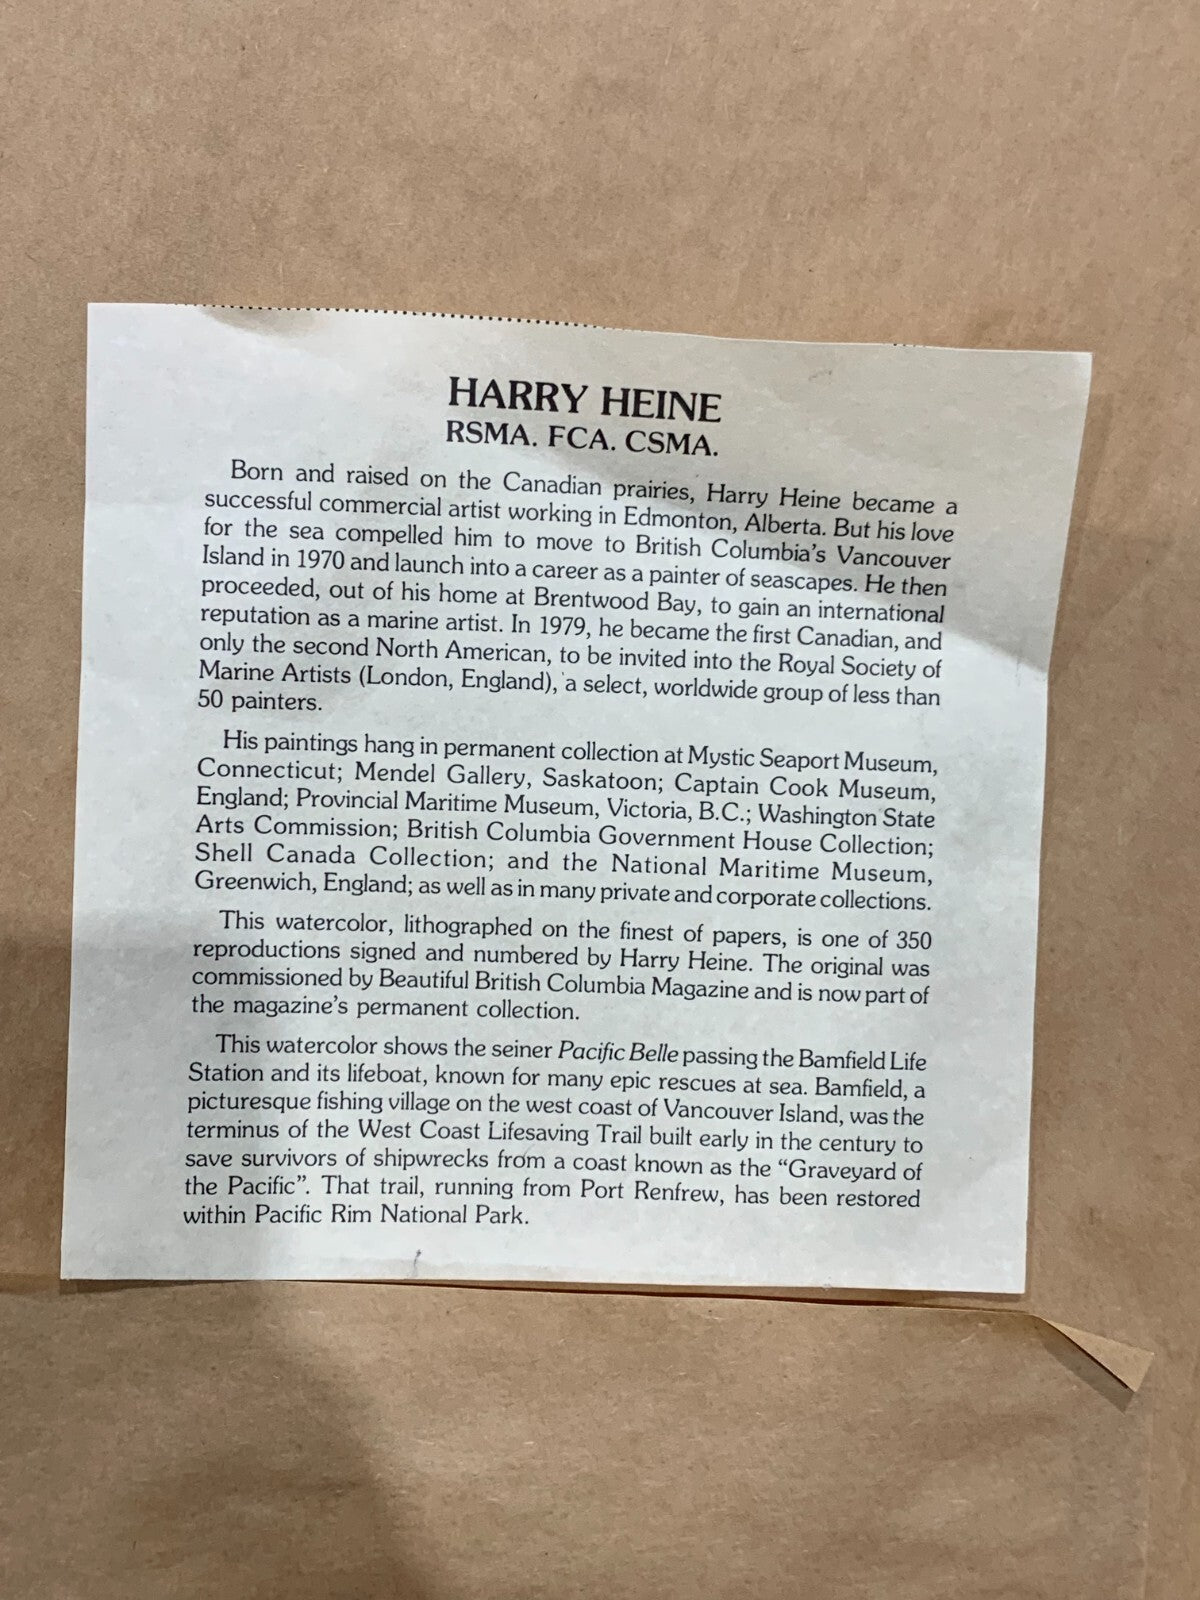 HARRY HEINE
RSMA. FCA. CSMA.
Born and raised on the Canadian prairies, Harry Heine became a
successful commercial artist working in Edmonton, Alberta. But his love
for the sea compelled him to move to British Columbia's Vancouver
Island in 1970 and launch into a career as a painter of seascapes. He then
proceeded, out of his home at Brentwood Bay, to gain an international
reputation as a marine artist. In 1979, he became the first Canadian, and
only the second North American, to be invited into the Royal Society of
Marine Artists (London, England), a select, worldwide group of less than
50 painters.
His paintings hang in permanent collection at Mystic Seaport Museum,
Connecticut; Mendel Gallery, Saskatoon; Captain Cook Museum,
England; Provincial Maritime Museum, Victoria, B.C.; Washington State
Arts Commission; British Columbia Government House Collection;
Shell Canada Collection; and the National Maritime Museum,
Greenwich, England; as well as in many private and corporate collections.
This watercolor, lithographed on the finest of papers, is one of 350
reproductions signed and numbered by Harry Heine. The original was
commissioned by Beautiful British Columbia Magazine and is now part of
the magazine's permanent collection.
This watercolor shows the seiner Pacific Belle passing the Bamfield Life
Station and its lifeboat, known for many epic rescues at sea. Bamfield, a
picturesque fishing village on the west coast of Vancouver Island, was the
terminus of the West Coast Lifesaving Trail built early in the century to
save survivors of shipwrecks from a coast known as the “Graveyard of
the Pacific”. That trail, running from Port Renfrew, has been restored
within Pacific Rim National Park.